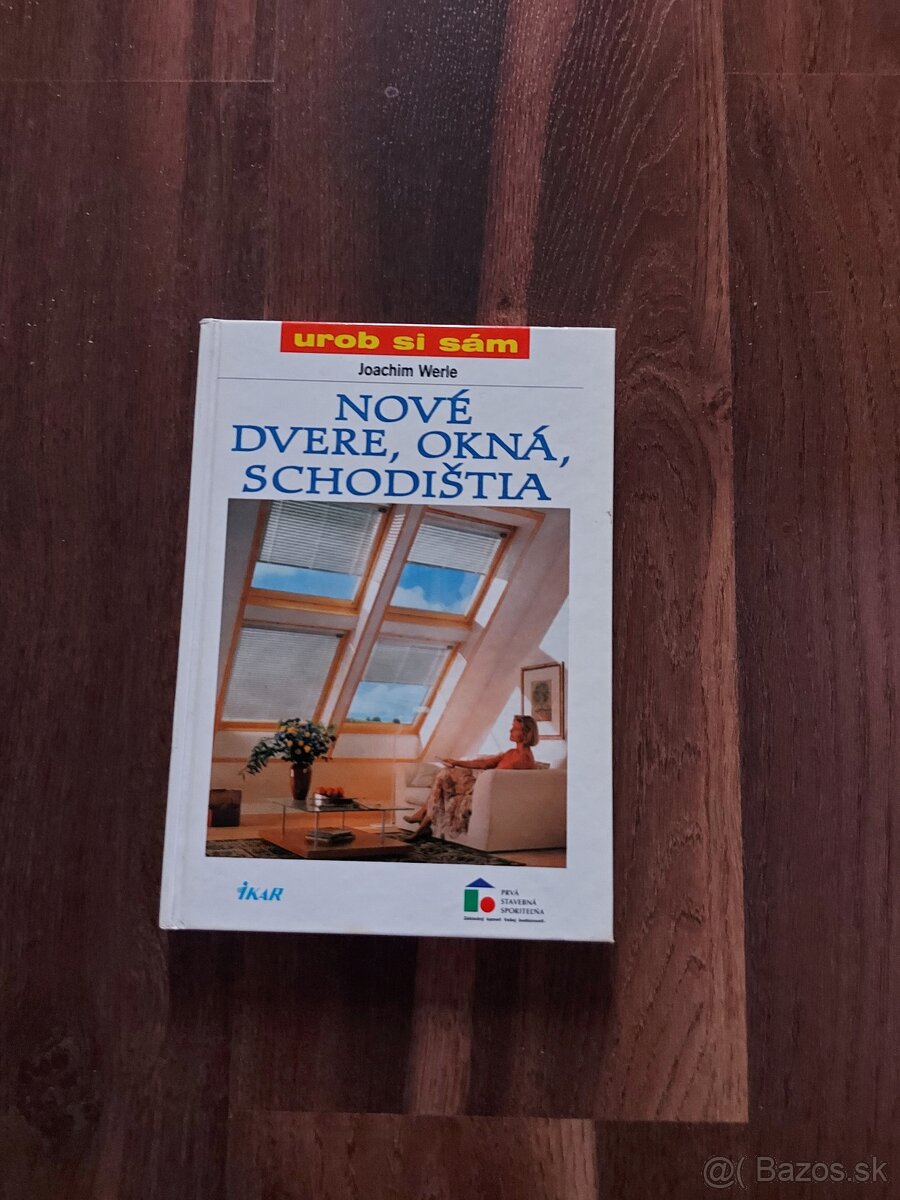 urob si sám
Joachim Werle
NOVÉ
DVERE, OKNÁ,
SCHODIŠTIA
IKAR
PRVÁ
STAVEBNÁ
SPORITEĽŇA
@( Bazos.sk